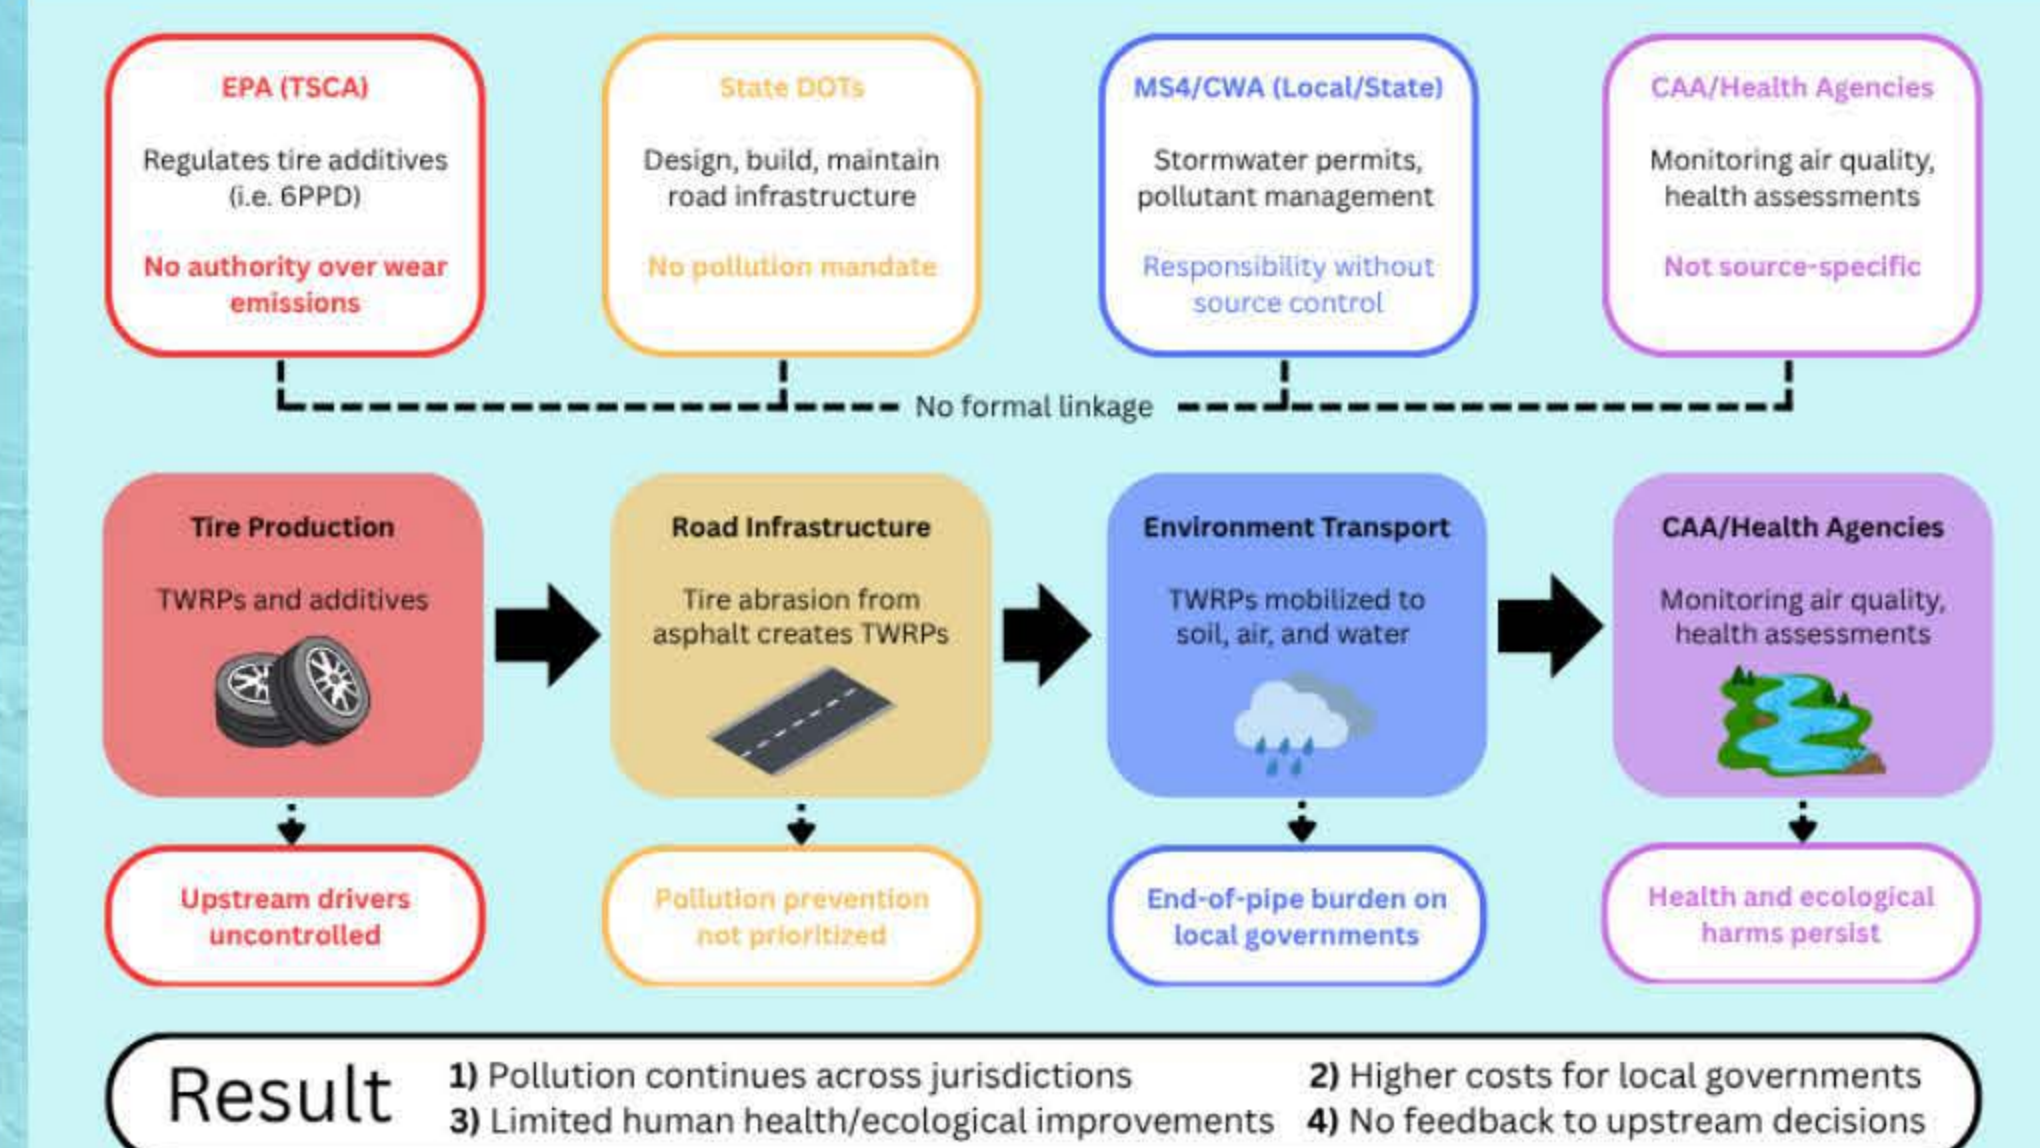 EPA (TSCA)
Regulates tire additives
(i.e. 6PPD)
No authority over wear
emissions
State DOTs
Design, build, maintain
road infrastructure
No pollution mandate
MS4/CWA (Local/State)
Stormwater permits,
pollutant management
Responsibility without
source control
CAA/Health Agencies
Monitoring air quality,
health assessments
Not source-specific
No formal linkage
Tire Production
TWRPs and additives
Road Infrastructure
Tire abrasion from
asphalt creates TWRPs
Environment Transport
TWRPs mobilized to
soil, air, and water
CAA/Health Agencies
Monitoring air quality,
health assessments
Upstream drivers
uncontrolled
Pollution prevention
not prioritized
End-of-pipe burden on
local governments
Health and ecological
harms persist
Result
1) Pollution continues across jurisdictions
2) Higher costs for local governments
3) Limited human health/ecological improvements
4) No feedback to upstream decisions